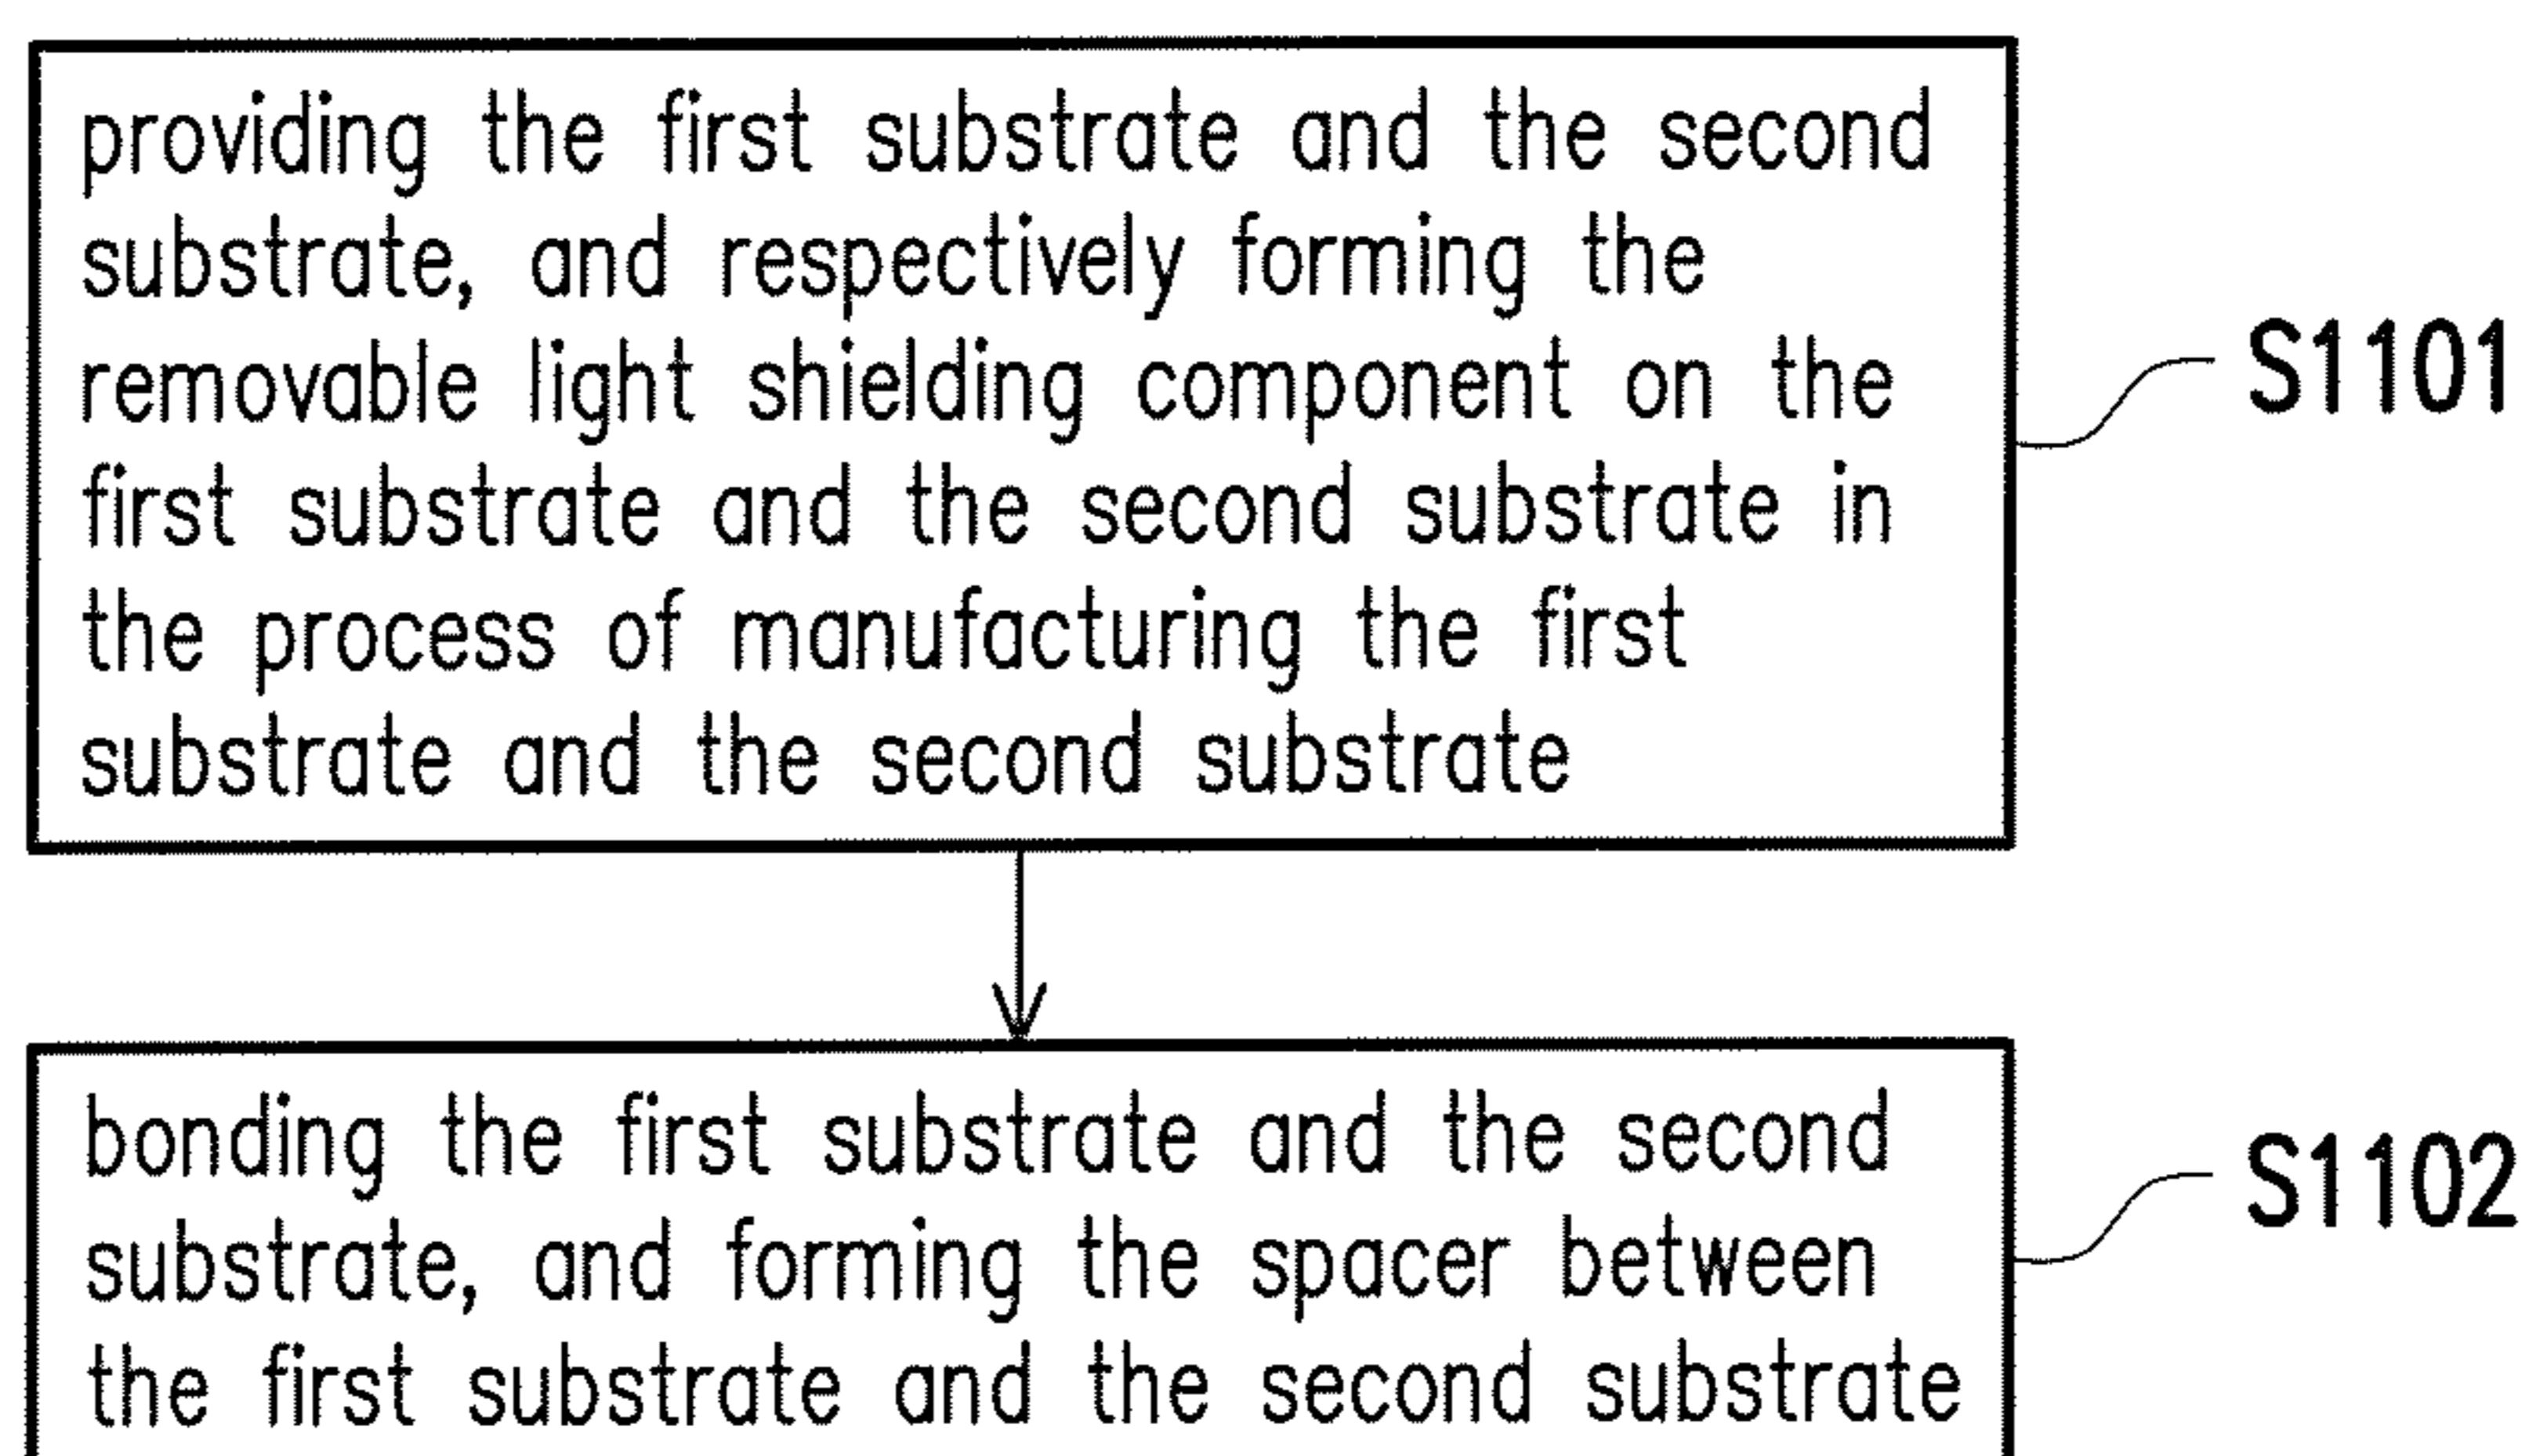 providing the first substrate and the second
substrate, and respectively forming the
removable light shielding component on the
first substrate and the second substrate in
the process of manufacturing the first
substrate and the second substrate
S1101
bonding the first substrate and the second
substrate, and forming the spacer between
the first substrate and the second substrate
S1102